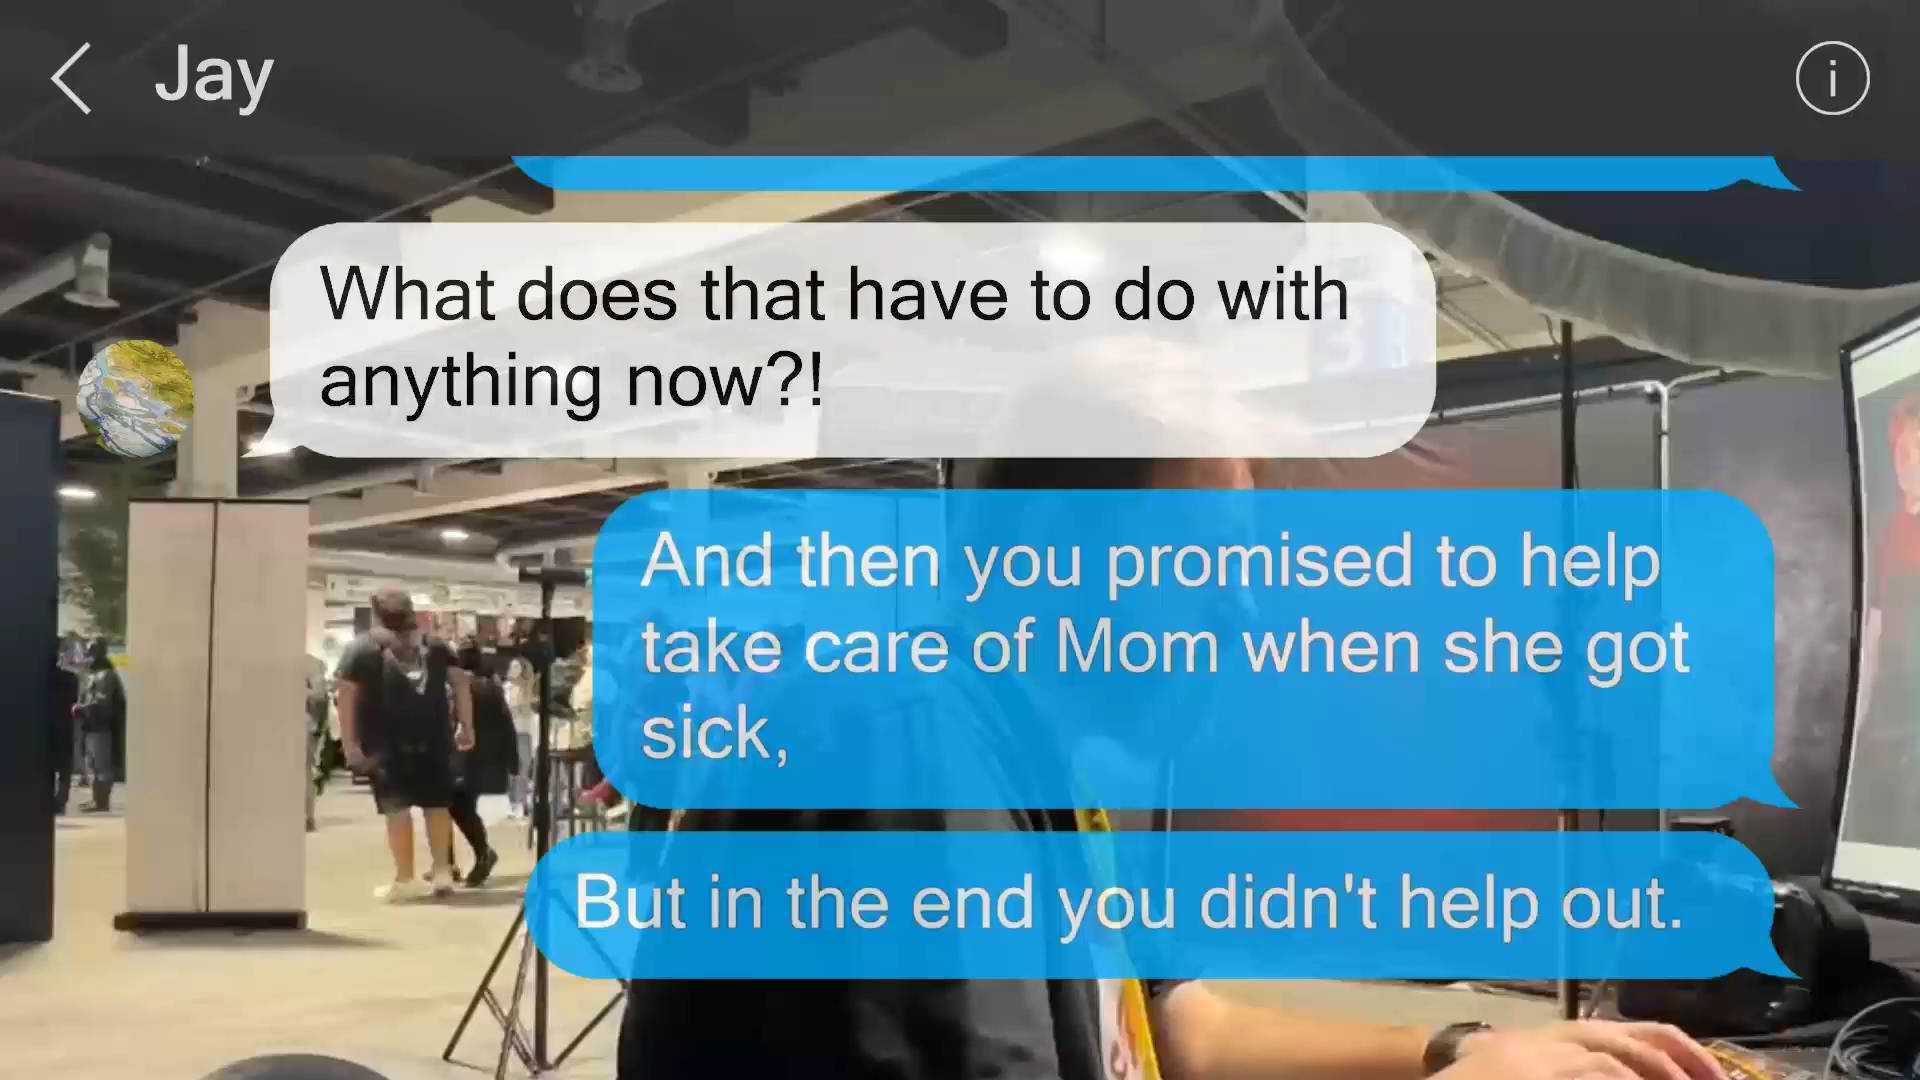 Jay
What does that have to do with
anything now?!
And then you promised to help
take care of Mom when she got
sick,
But in the end you didn't help out.